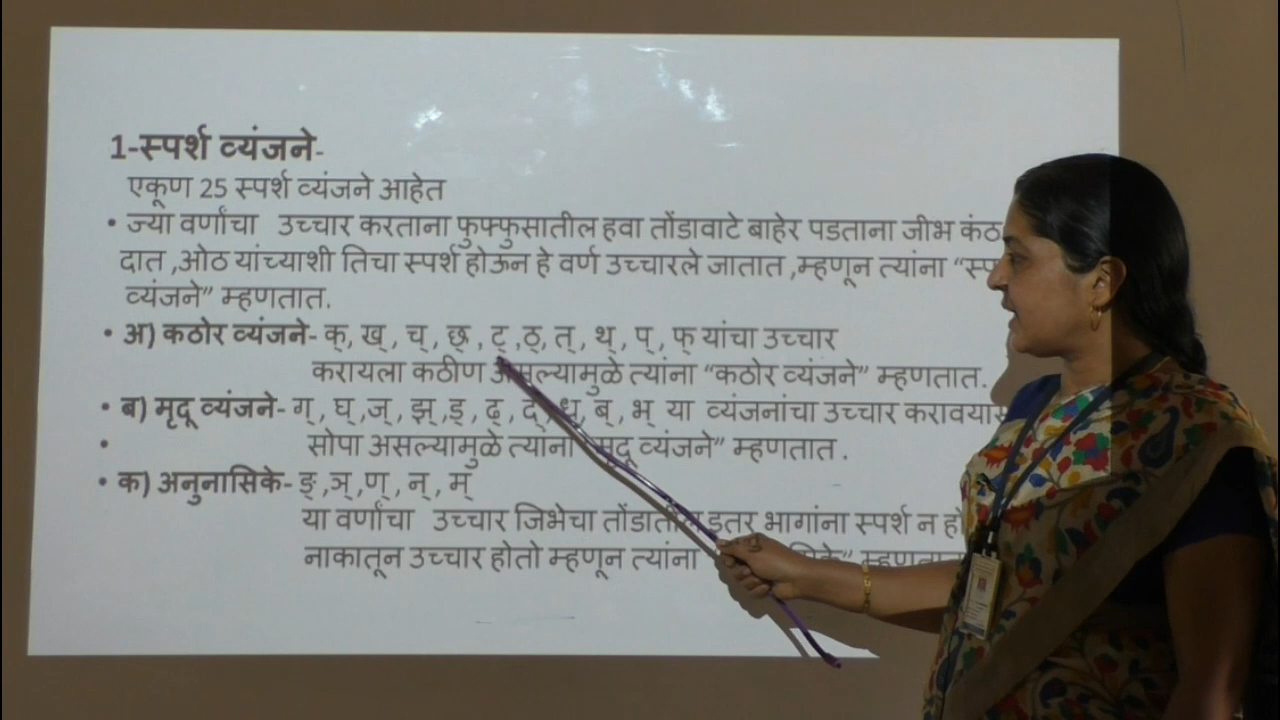 1-स्पर्श व्यंजने-
एकूण 25 स्पर्श व्यंजने आहेत
• ज्या वर्णांचा उच्चार करताना फुफ्फुसातील हवा तोंडावाटे बाहेर पडताना जीभ
दात ,ओठ यांच्याशी तिचा स्पर्श होऊन हे वर्ण उच्चारले जातात ,म्हणून त्यांना
व्यंजने” म्हणतात.
• अ) कठोर व्यंजने- क्, ख् , च् , छ् , ट् ,ठ्, त् , थ् , प् , फ् यांचा उच्चार
करायला कठीण असल्यामुळे त्यांना “कठोर व्यंजने” म्हणतात.
• ब) मृदू व्यंजने- ग् , घ् ,ज् , झ् ,ड् , ढ् , द् , ध् , ब् , भ् या व्यंजनांचा उच्चार
• सोपा असल्यामुळे त्यांना मृदू व्यंजने” म्हणतात .
• क) अनुनासिके- ङ् ,ञ् ,ण् , न् , म्
या वर्णांचा उच्चार जिभेचा तोंडातील इतर भागांना स्पर्श न
नाकातून उच्चार होतो म्हणून त्यांना